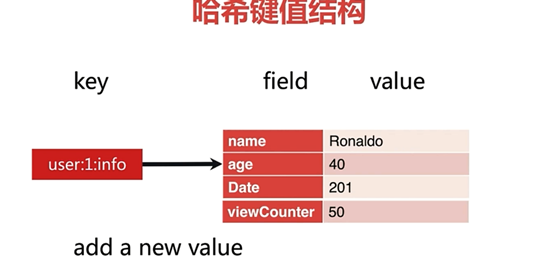 哈希键值结构
key field value
name Ronaldo
user:1:info age 40
Date 201
viewCounter 50
add a new value